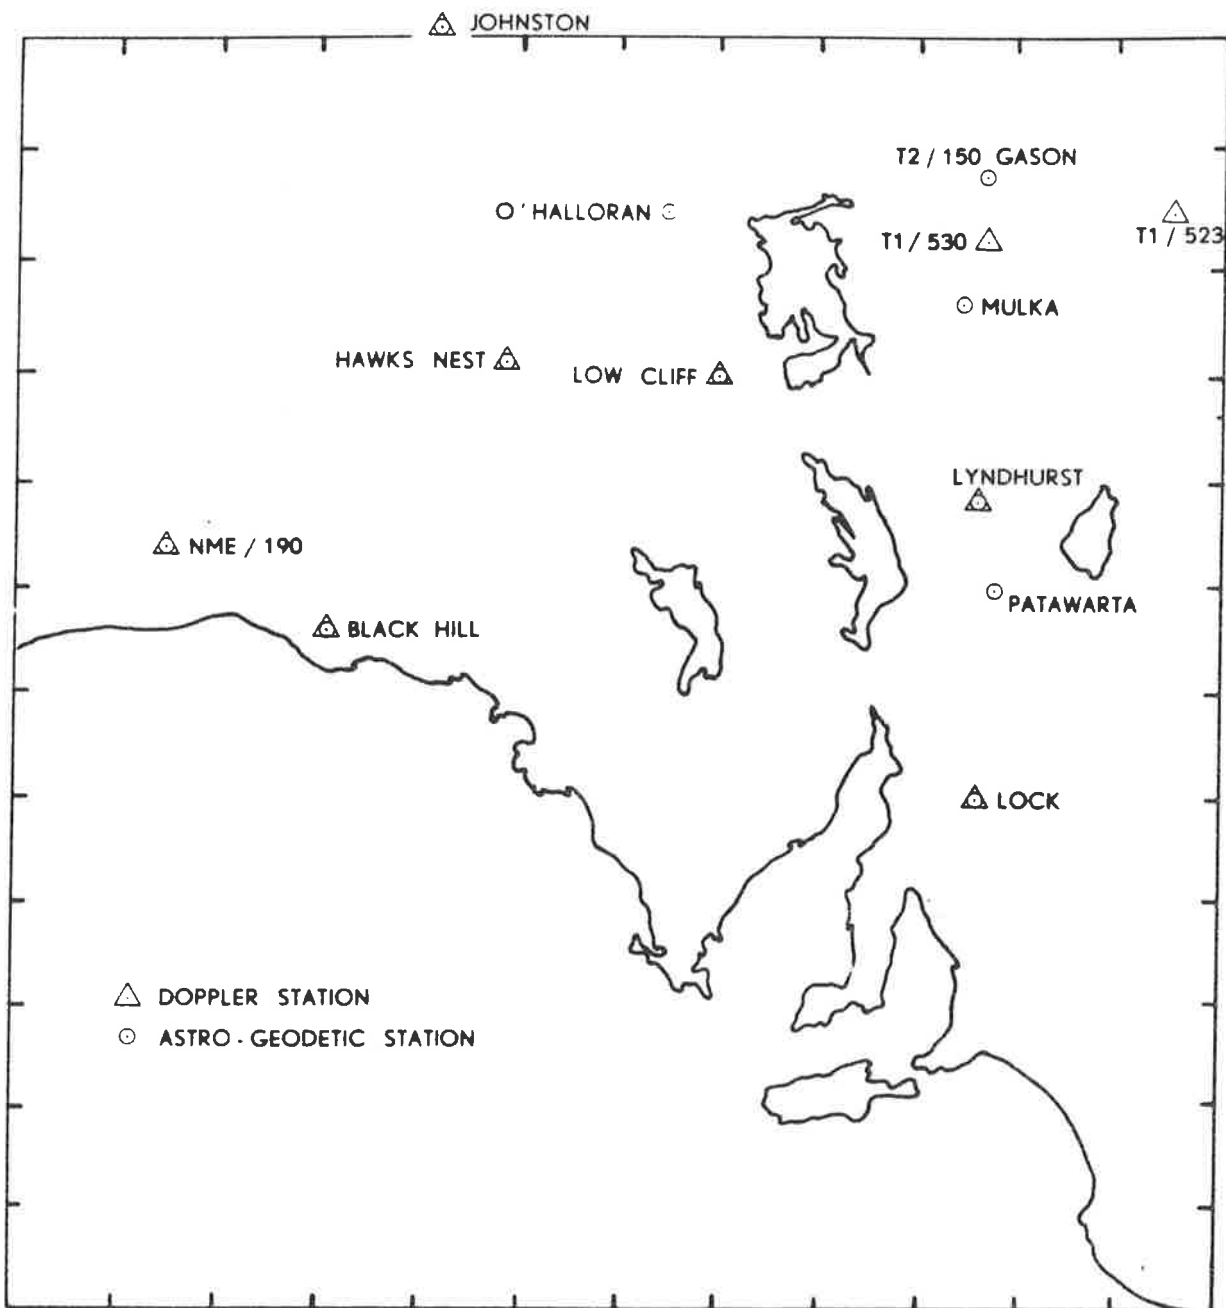 JOHNSTON
T2 / 150 GASON
O'HALLORAN
T1 / 530
T1 / 523
MULKA
HAWKS NEST
LOW CLIFF
LYNDHURST
NME / 190
PATAWARTA
BLACK HILL
LOCK
DOPPLER STATION
ASTRO - GEODETIC STATION